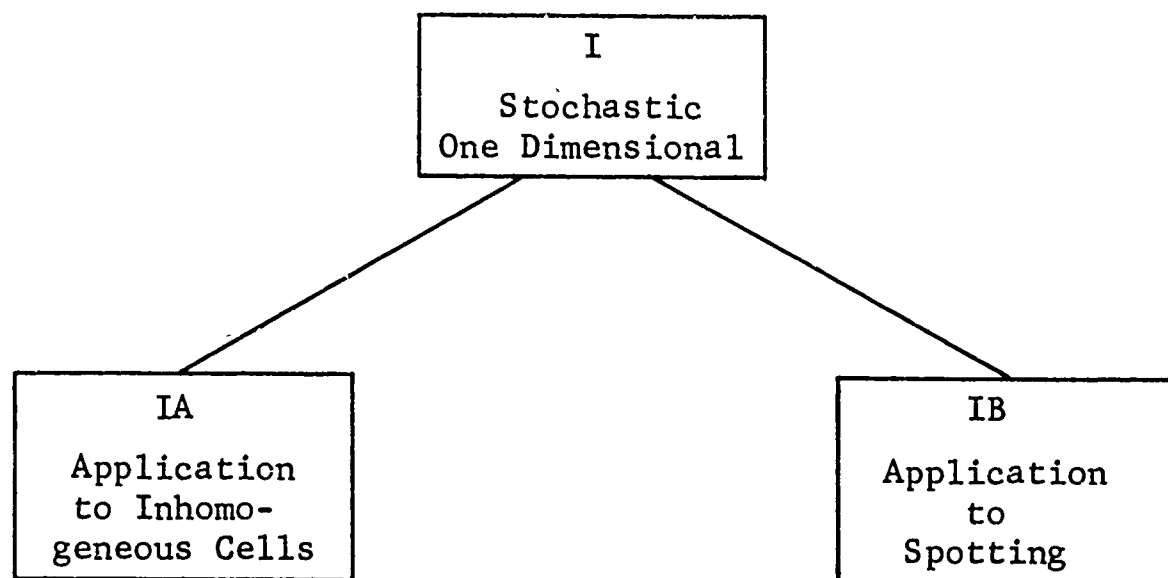 I
Stochastic
One Dimensional
IA
Application
to Inhomo-
geneous Cells
IB
Application
to
Spotting